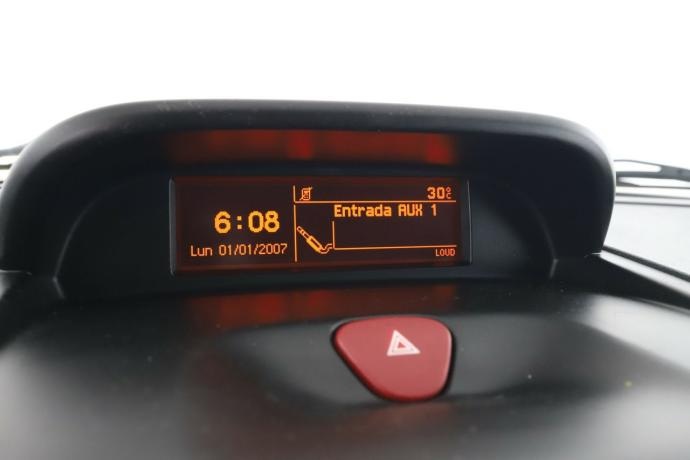 30°C
Entrada AUX 1
6:08
Lun 01/01/2007
LOUD